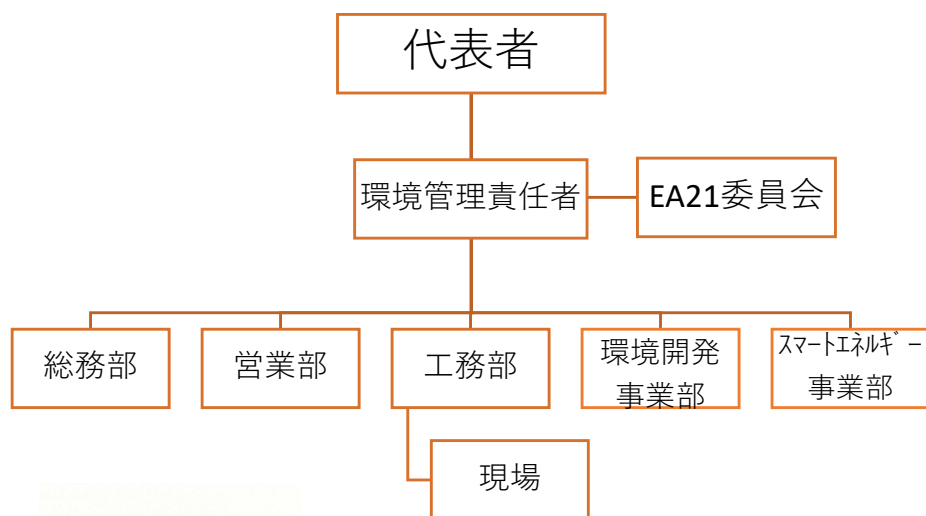 代表者
環境管理責任者
EA21委員会
総務部
営業部
工務部
環境開発
事業部
ｽﾏｰﾄｴﾈﾙｷﾞｰ
事業部
現場